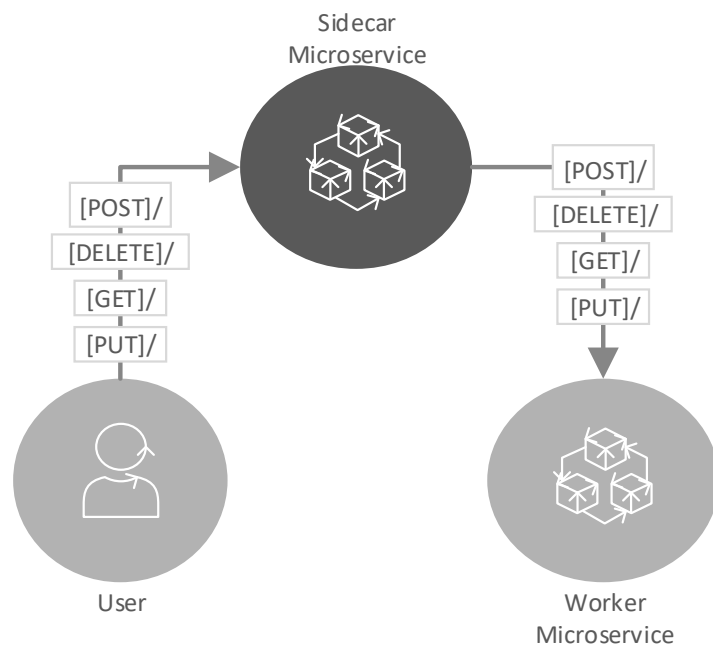 Sidecar
Microservice
[POST]/
[DELETE]/
[GET]/
[PUT]/
[POST]/
[DELETE]/
[GET]/
[PUT]/
User
Worker
Microservice